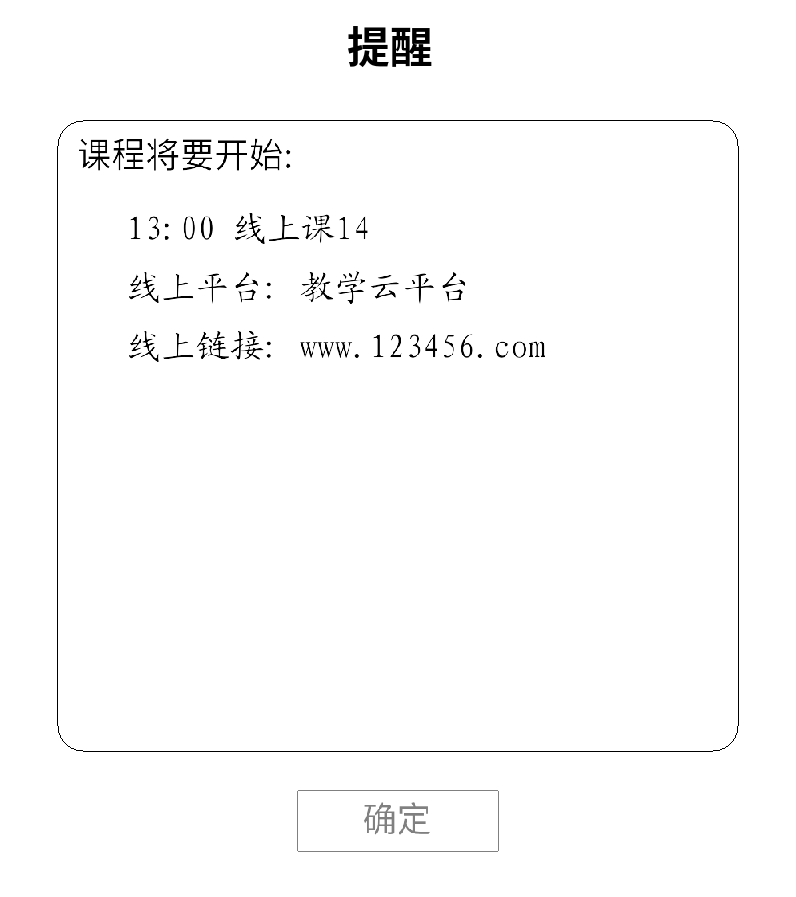 提醒
课程将要开始:
13:00 线上课14
线上平台: 教学云平台
线上链接: www.123456.com
确定